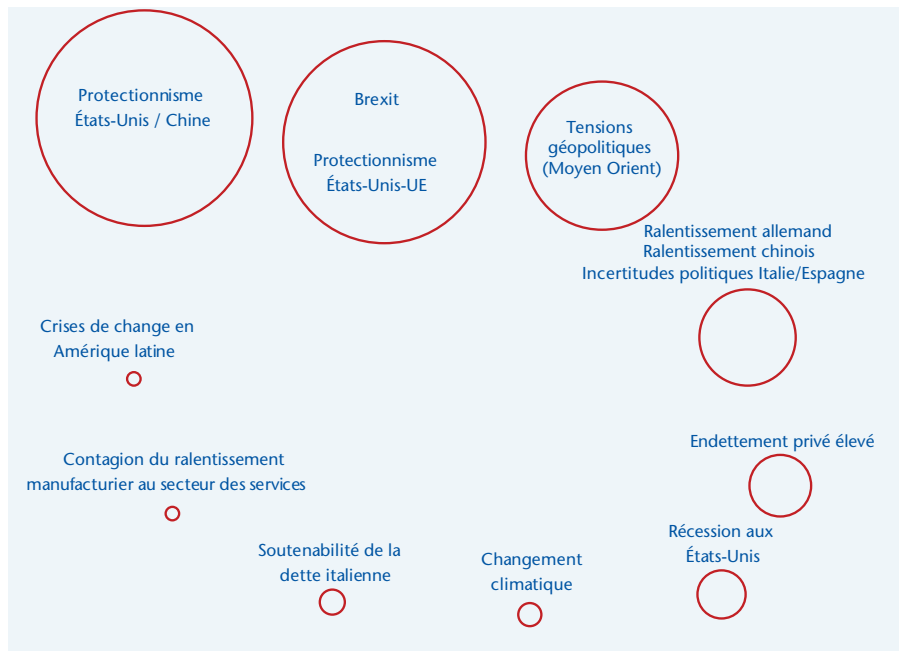 Protectionnisme
États-Unis / Chine
Brexit
Protectionnisme
États-Unis-UE
Tensions
géopolitiques
(Moyen Orient)
Ralentissement allemand
Ralentissement chinois
Incertitudes politiques Italie/Espagne
Crises de change en
Amérique latine
Endettement privé élevé
Contagion du ralentissement
manufacturier au secteur des services
Récession aux
États-Unis
Soutenabilité de la
dette italienne
Changement
climatique